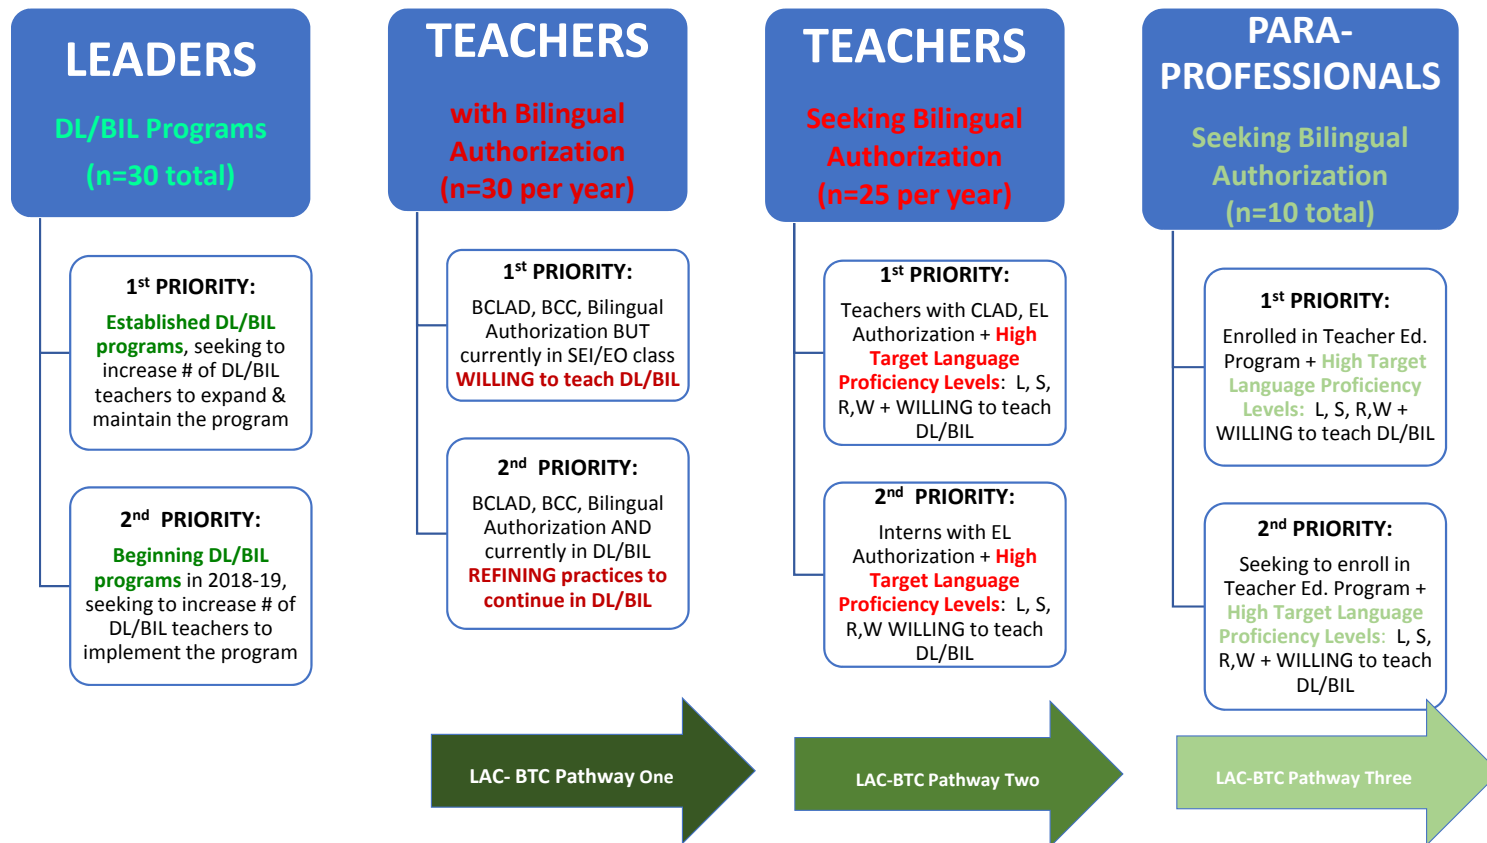 LEADERS
DL/BIL Programs
(n=30 total)
1st PRIORITY:
Established DL/BIL
programs, seeking to
increase # of DL/BIL
teachers to expand &
maintain the program
2nd PRIORITY:
Beginning DL/BIL
programs in 2018-19,
seeking to increase # of
DL/BIL teachers to
implement the program
TEACHERS
with Bilingual
Authorization
(n=30 per year)
1st PRIORITY:
BCLAD, BCC, Bilingual
Authorization BUT
currently in SEI/EO class
WILLING to teach DL/BIL
2nd PRIORITY:
BCLAD, BCC, Bilingual
Authorization AND
currently in DL/BIL
REFINING practices to
continue in DL/BIL
LAC- BTC Pathway One
TEACHERS
Seeking Bilingual
Authorization
(n=25 per year)
1st PRIORITY:
Teachers with CLAD, EL
Authorization + High
Target Language
Proficiency Levels: L, S,
R,W + WILLING to teach
DL/BIL
2nd PRIORITY:
Interns with EL
Authorization + High
Target Language
Proficiency Levels: L, S,
R,W WILLING to teach
DL/BIL
LAC-BTC Pathway Two
PARA-
PROFESSIONALS
Seeking Bilingual
Authorization
(n=10 total)
1st PRIORITY:
Enrolled in Teacher Ed.
Program + High Target
Language Proficiency
Levels: L, S, R,W +
WILLING to teach DL/BIL
2nd PRIORITY:
Seeking to enroll in
Teacher Ed. Program +
High Target Language
Proficiency Levels: L, S,
R,W + WILLING to teach
DL/BIL
LAC-BTC Pathway Three